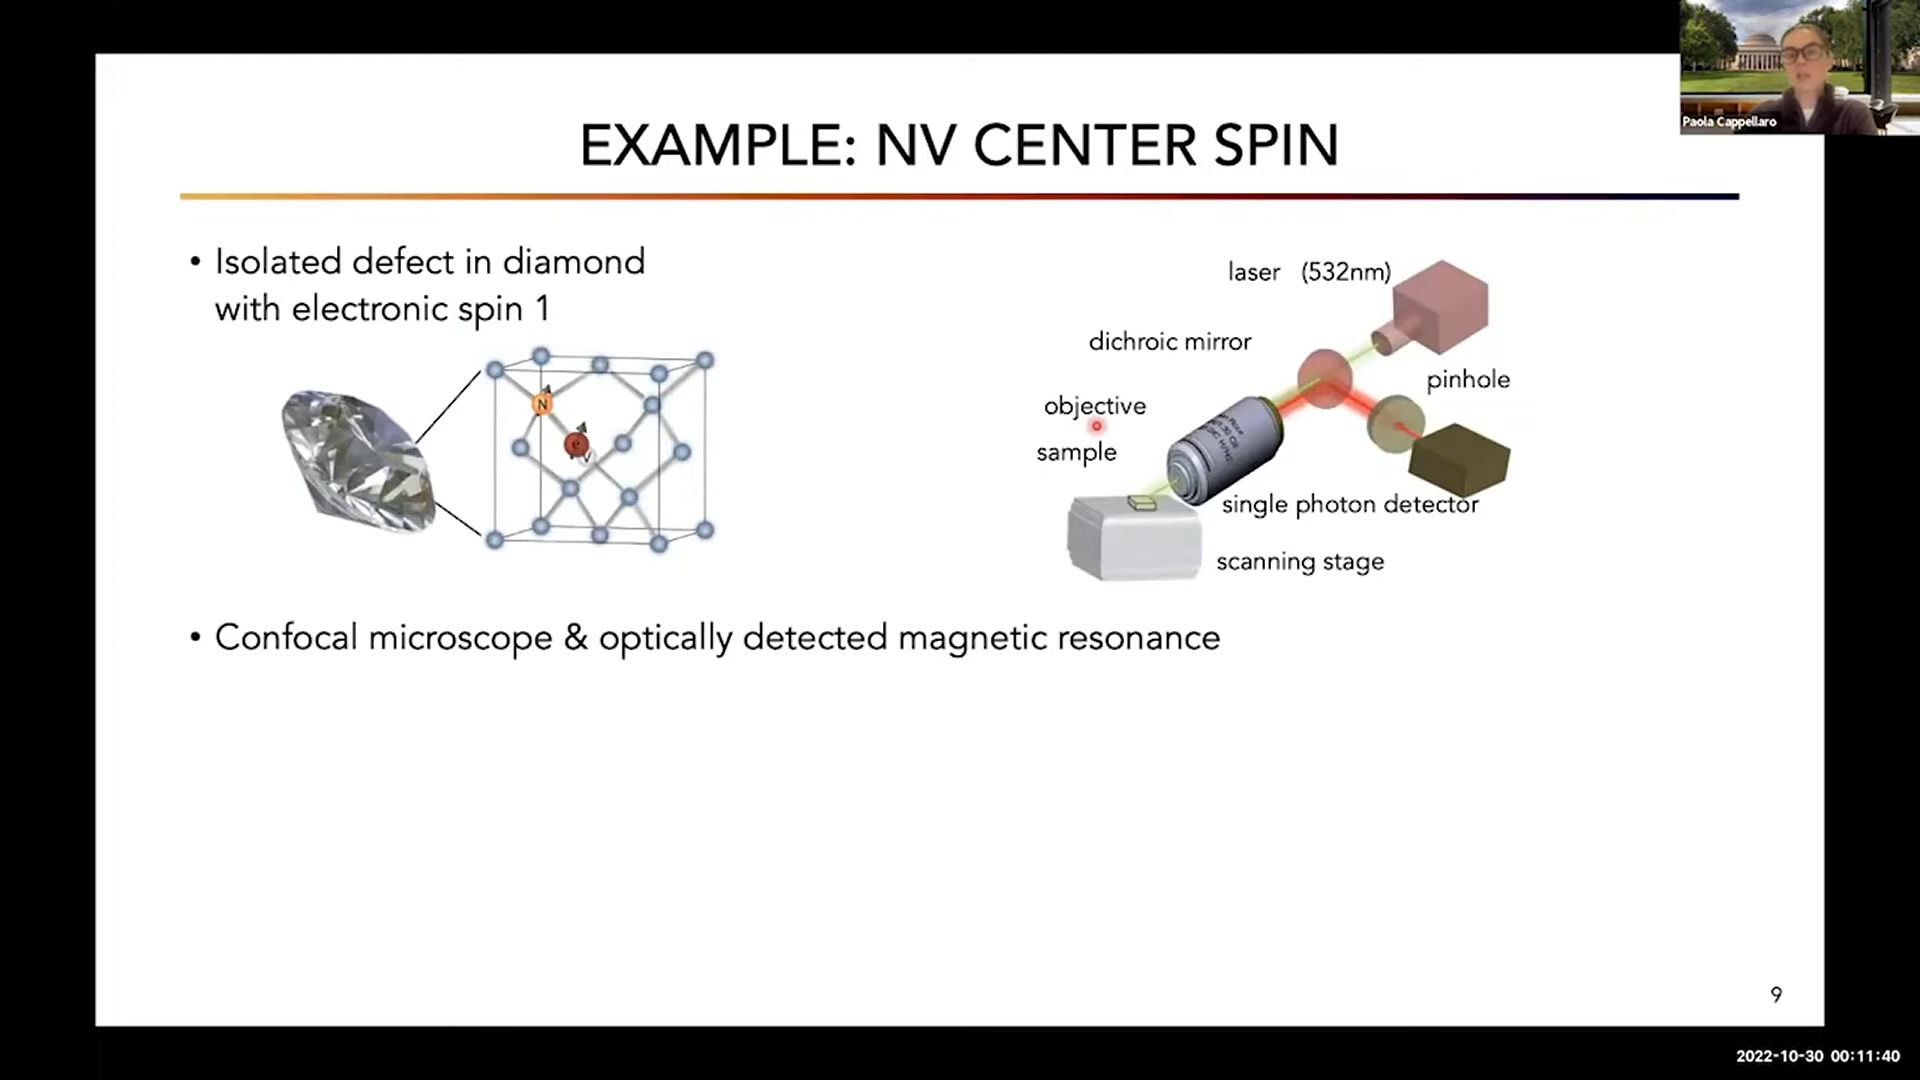 Paola Cappellaro
EXAMPLE: NV CENTER SPIN
• Isolated defect in diamond
with electronic spin 1
N
e
laser (532nm)
dichroic mirror
pinhole
objective
sample
single photon detector
scanning stage
• Confocal microscope & optically detected magnetic resonance
9
2022-10-30 00:11:40